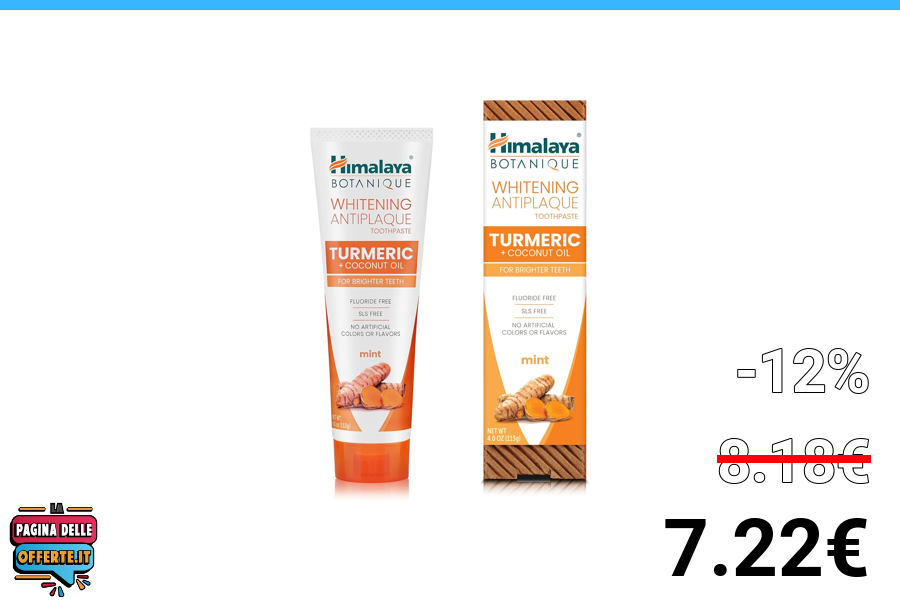 Himalaya®
BOTANIQUE
WHITENING
ANTIPLAQUE
TOOTHPASTE
TURMERIC
+ COCONUT OIL
FOR BRIGHTER TEETH
FLUORIDE FREE
SLS FREE
NO ARTIFICIAL
COLORS OR FLAVORS
mint
Himalaya®
BOTANIQUE
WHITENING
ANTIPLAQUE
TOOTHPASTE
TURMERIC
+ COCONUT OIL
FOR BRIGHTER TEETH
FLUORIDE FREE
SLS FREE
NO ARTIFICIAL
COLORS OR FLAVORS
mint
NET WT
4.0 OZ (113g)
-12%
8.18€
7.22€
LA
PAGINA DELLE
OFFERTE.IT